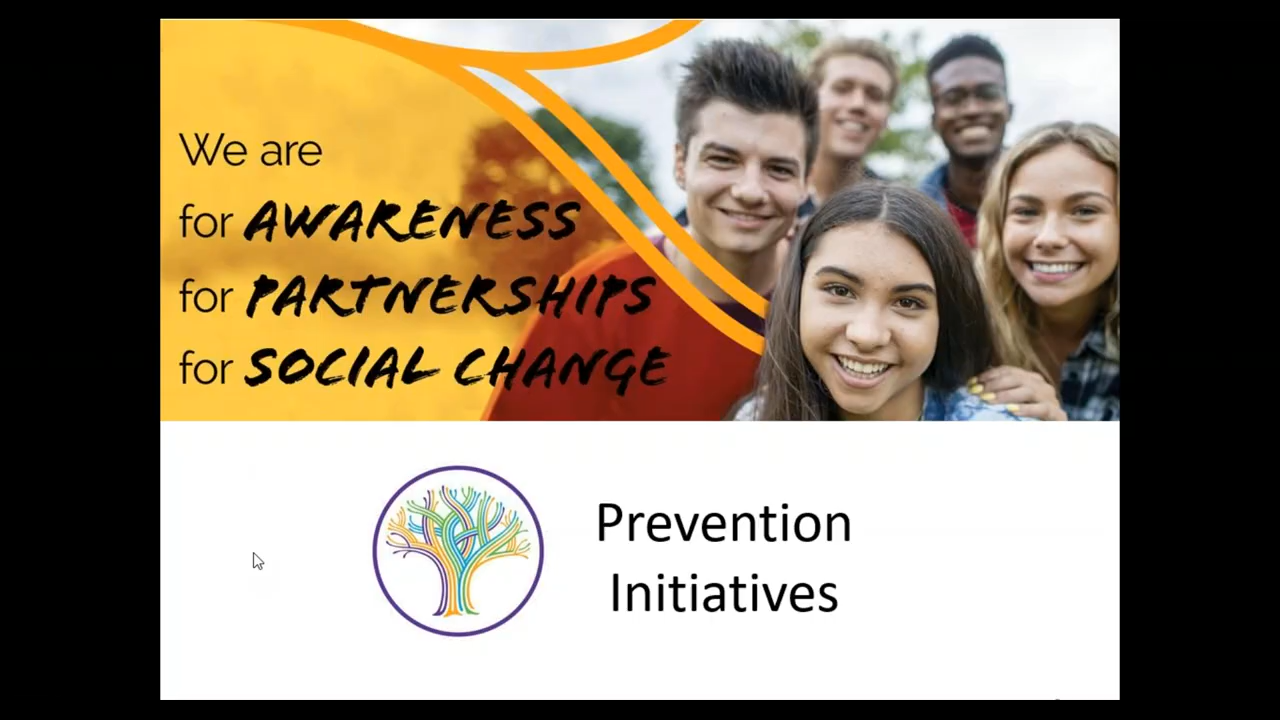 We are
for AWARENESS
for PARTNERSHIPS
for SOCIAL CHANGE
Prevention
Initiatives